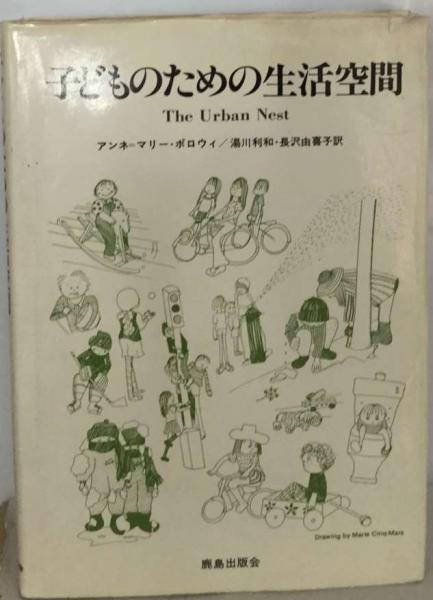 子どものための生活空間
The Urban Nest
アンネ=マリー・ポロウィ/湯川利和・長沢由喜子訳
Drawing by Marie Cinq-Mars
鹿島出版会